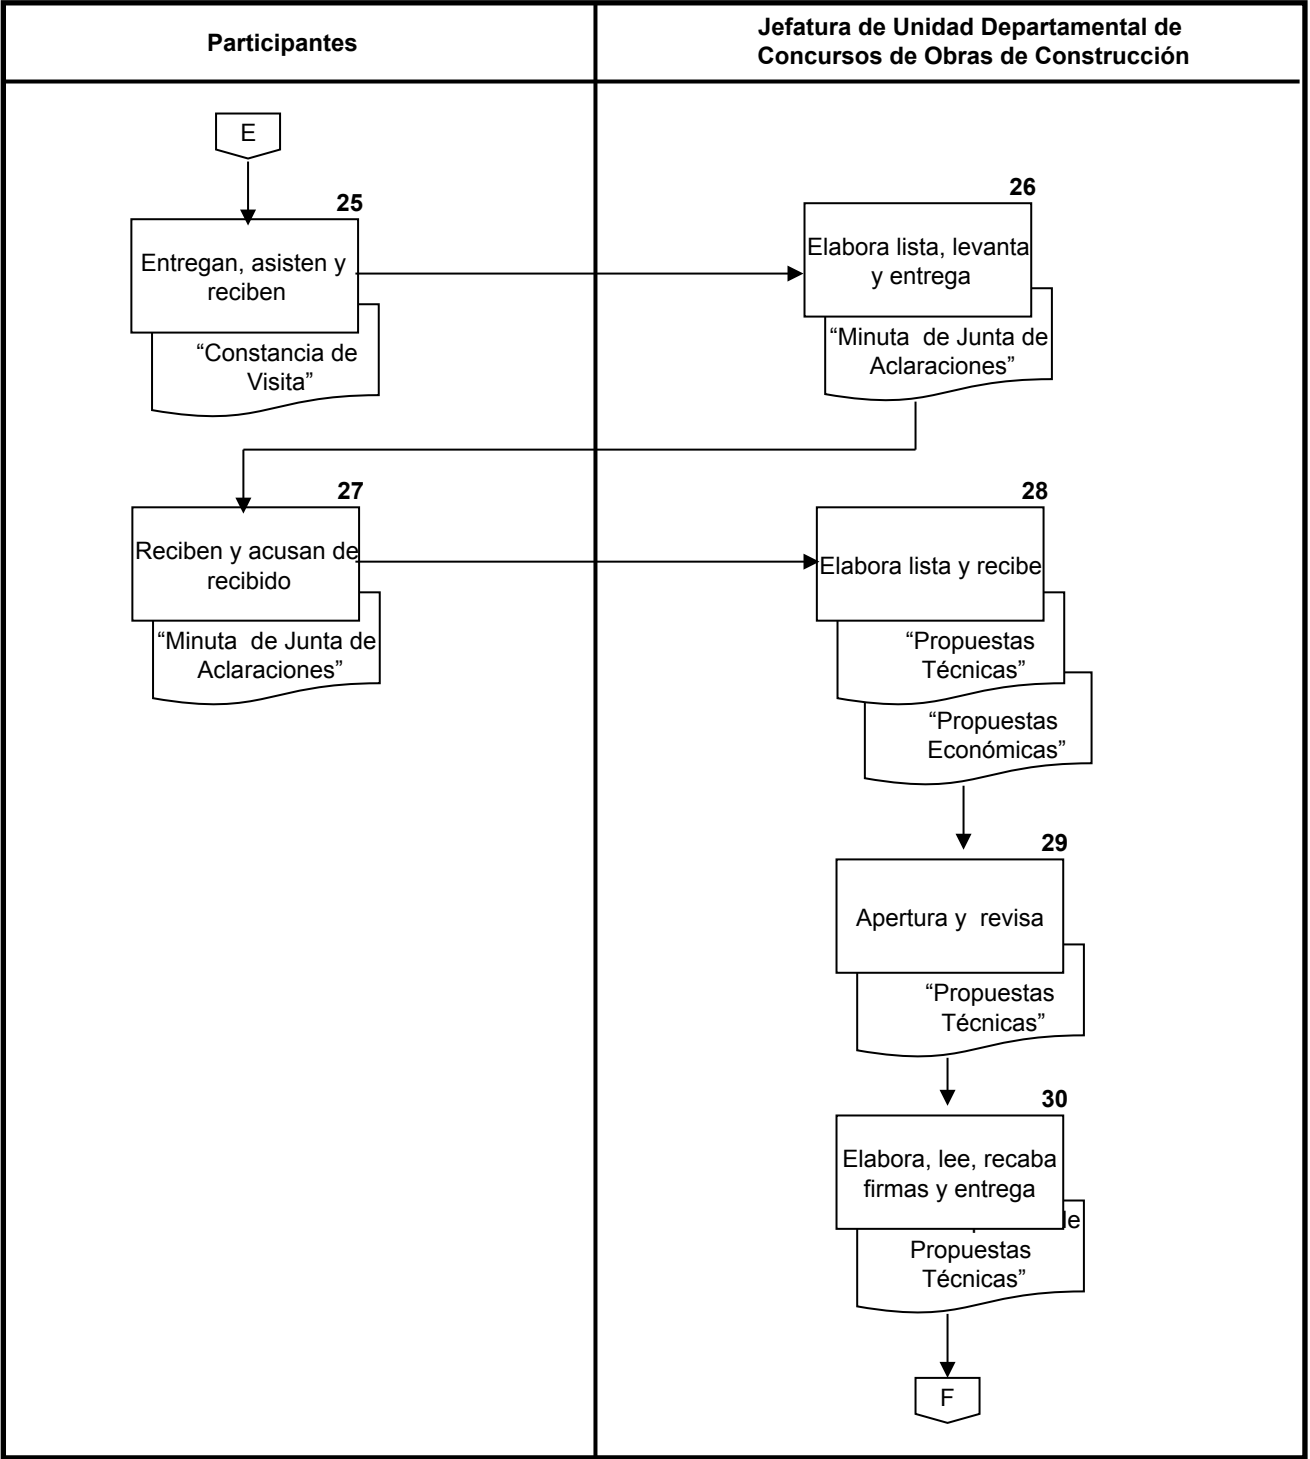 Participantes
Jefatura de Unidad Departamental de
Concursos de Obras de Construcción
E
25
Entregan, asisten y
reciben
“Constancia de
Visita”
26
Elabora lista, levanta
y entrega
“Minuta de Junta de
Aclaraciones”
27
Reciben y acusan de
recibido
“Minuta de Junta de
Aclaraciones”
28
Elabora lista y recibe
“Propuestas
Técnicas”
“Propuestas
Económicas”
29
Apertura y revisa
“Propuestas
Técnicas”
30
Elabora, lee, recaba
firmas y entrega
Propuestas
Técnicas”
F